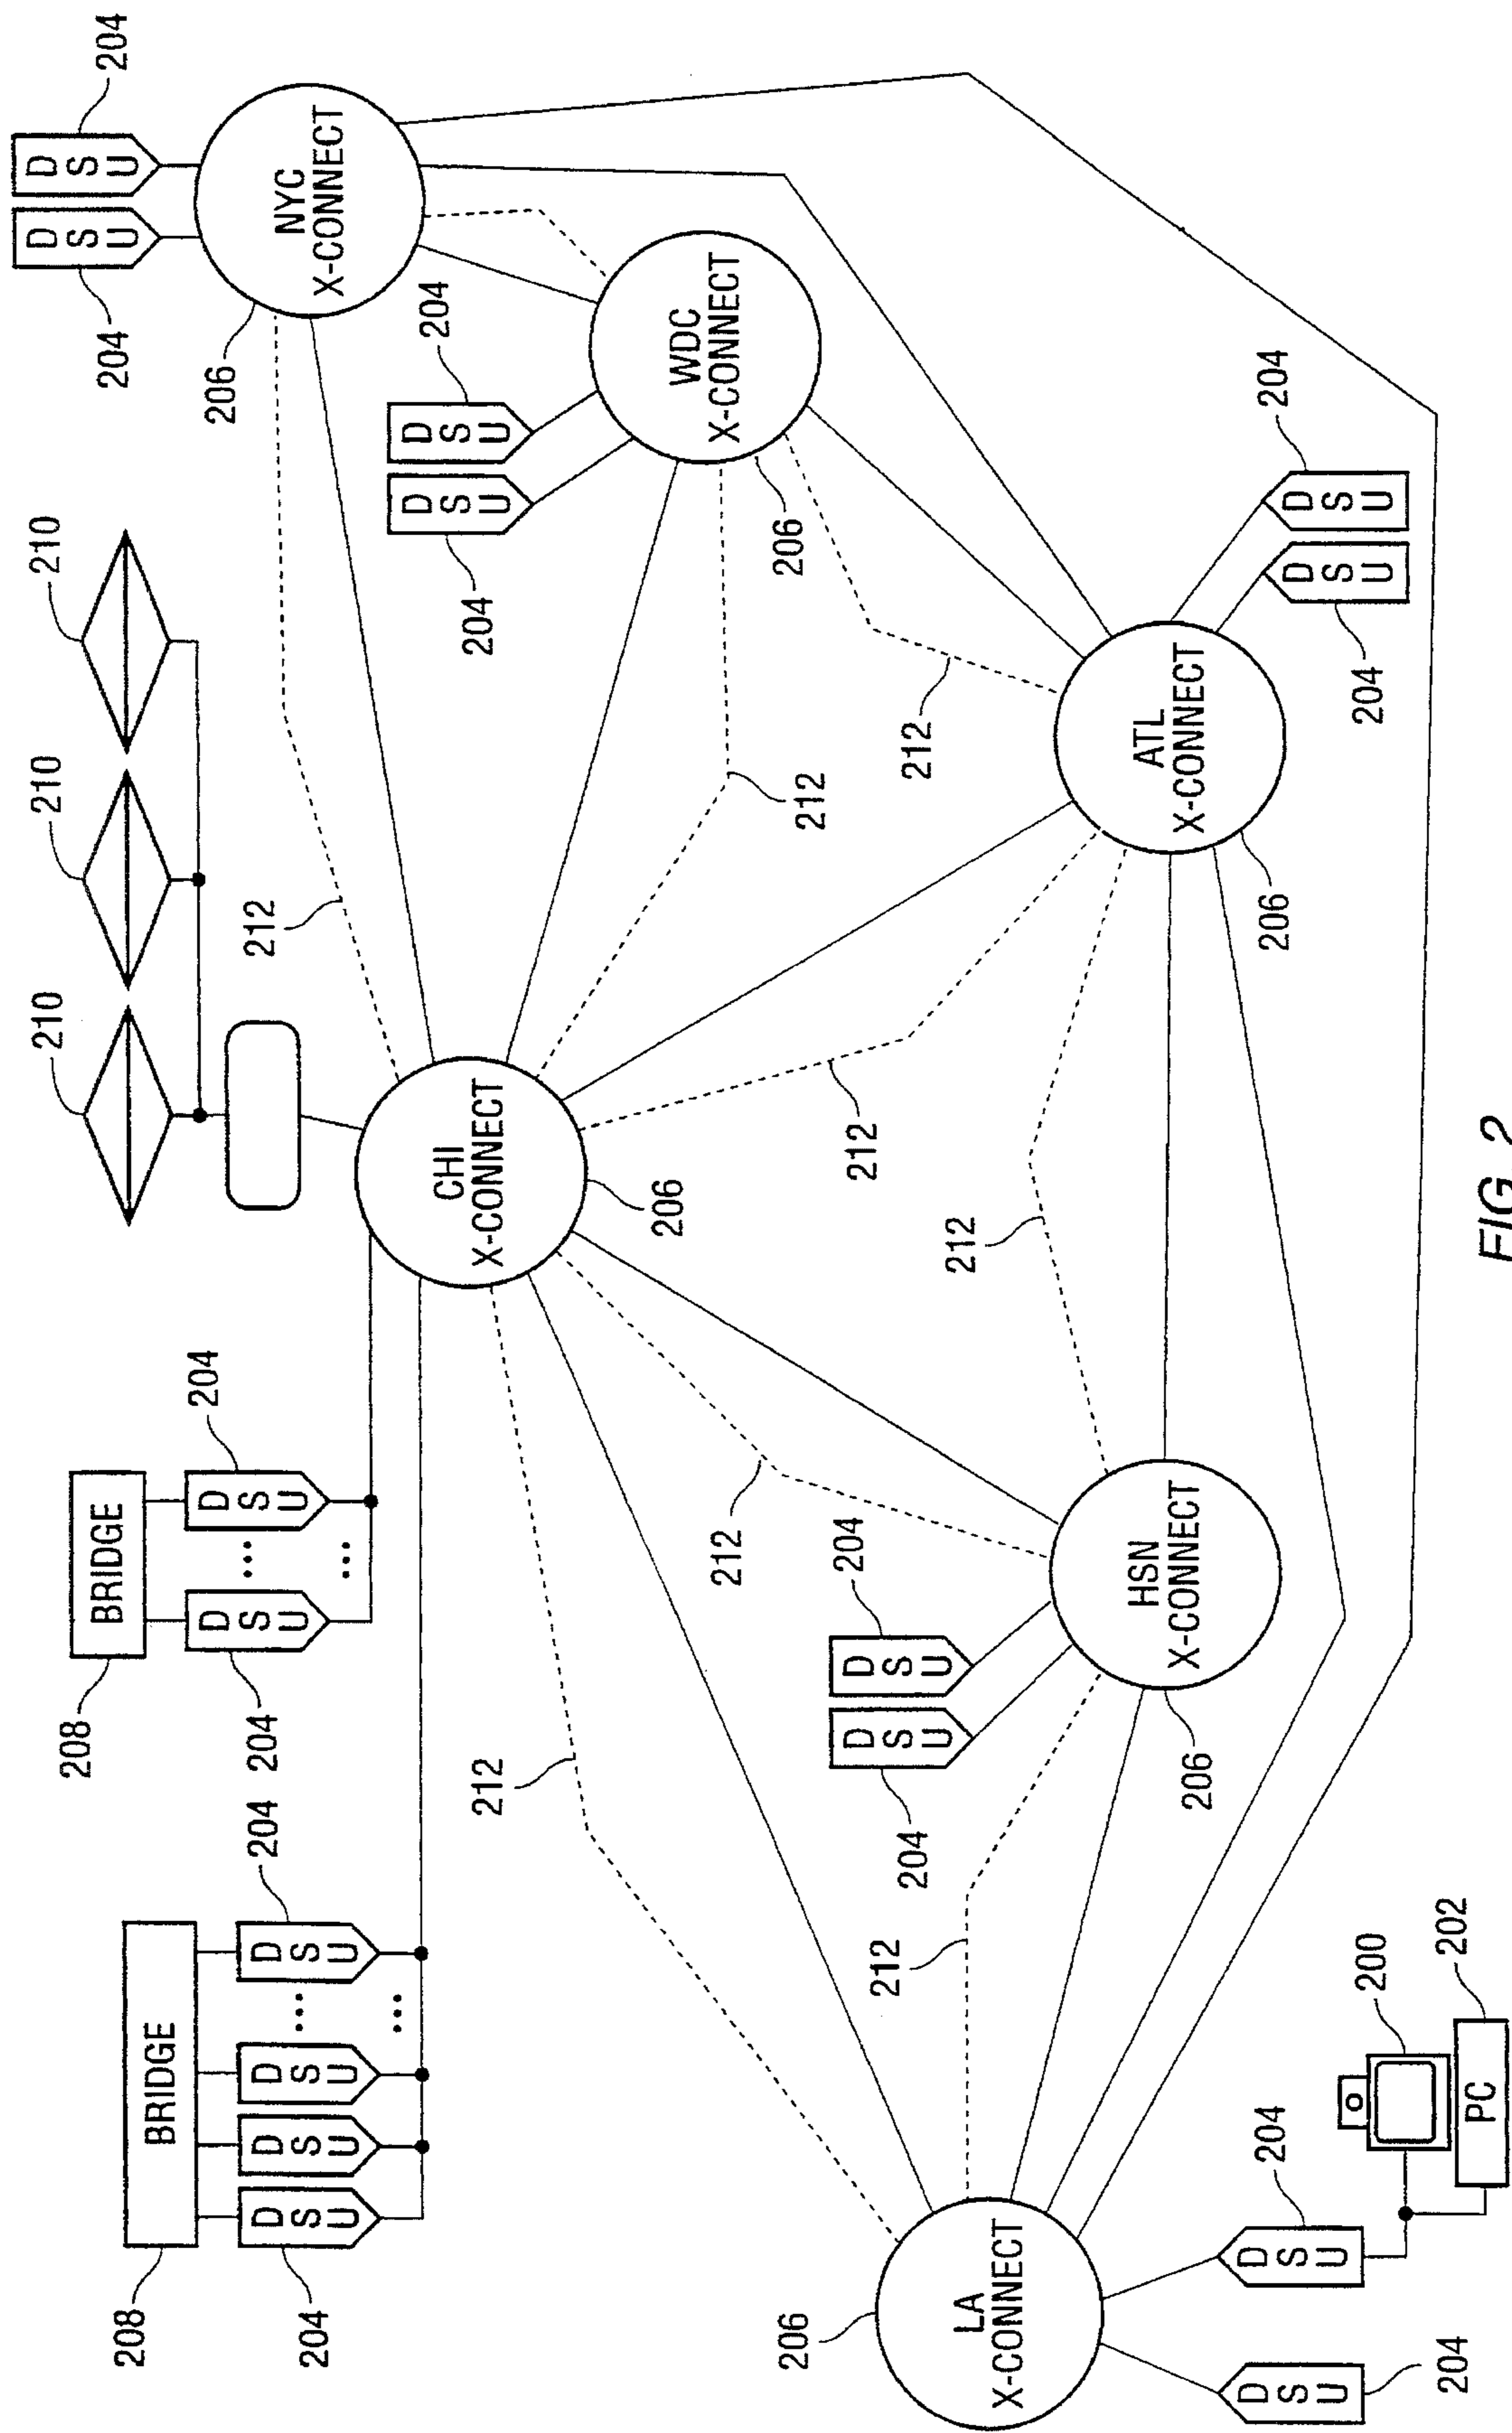 210
210
210
204
204
D
S
U
D
S
U
208
BRIDGE
204
204
D
S
U
D
S
U
D
S
U
...
D
S
U
...
208
BRIDGE
204
204
D
S
U
...
D
S
U
...
206
NYC
X-CONNECT
212
CHI
X-CONNECT
206
204
204
D
S
U
D
S
U
WDC
X-CONNECT
206
212
212
212
212
212
204
204
D
S
U
D
S
U
212
212
206
LA
X-CONNECT
HSN
X-CONNECT
206
ATL
X-CONNECT
206
204
204
D
S
U
D
S
U
204
204
D
S
U
D
S
U
200
202
PC
FIG. 2